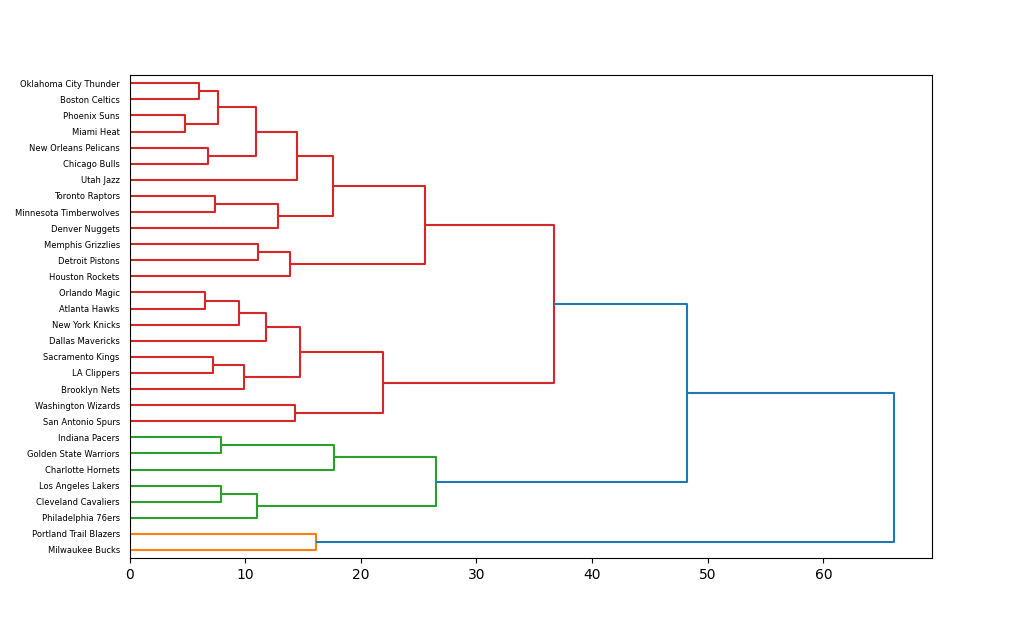 Oklahoma City Thunder
Boston Celtics
Phoenix Suns
Miami Heat
New Orleans Pelicans
Chicago Bulls
Utah Jazz
Toronto Raptors
Minnesota Timberwolves
Denver Nuggets
Memphis Grizzlies
Detroit Pistons
Houston Rockets
Orlando Magic
Atlanta Hawks
New York Knicks
Dallas Mavericks
Sacramento Kings
LA Clippers
Brooklyn Nets
Washington Wizards
San Antonio Spurs
Indiana Pacers
Golden State Warriors
Charlotte Hornets
Los Angeles Lakers
Cleveland Cavaliers
Philadelphia 76ers
Portland Trail Blazers
Milwaukee Bucks
0 10 20 30 40 50 60